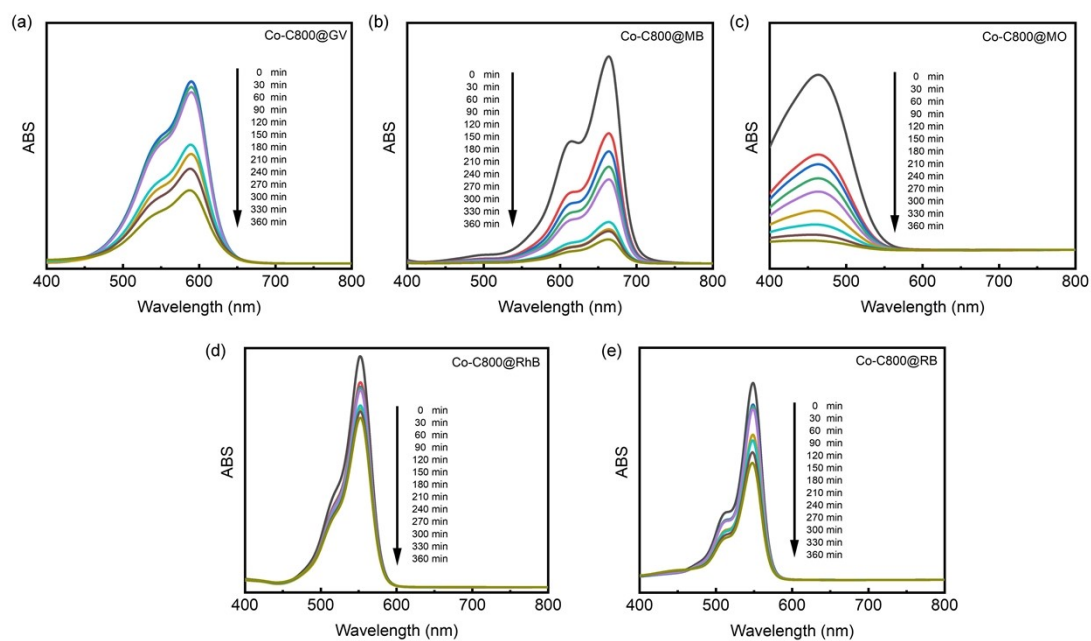 (a)
Co-C800@GV
0 min
30 min
60 min
90 min
120 min
150 min
180 min
210 min
240 min
270 min
300 min
330 min
360 min
ABS
400 500 600 700 800
Wavelength (nm)
(b)
Co-C800@MB
0 min
30 min
60 min
90 min
120 min
150 min
180 min
210 min
240 min
270 min
300 min
330 min
360 min
ABS
400 500 600 700 800
Wavelength (nm)
(c)
Co-C800@MO
0 min
30 min
60 min
90 min
120 min
150 min
180 min
210 min
240 min
270 min
300 min
330 min
360 min
ABS
400 500 600 700 800
Wavelength (nm)
(d)
Co-C800@RhB
0 min
30 min
60 min
90 min
120 min
150 min
180 min
210 min
240 min
270 min
300 min
330 min
360 min
ABS
400 500 600 700 800
Wavelength (nm)
(e)
Co-C800@RB
0 min
30 min
60 min
90 min
120 min
150 min
180 min
210 min
240 min
270 min
300 min
330 min
360 min
ABS
400 500 600 700 800
Wavelength (nm)